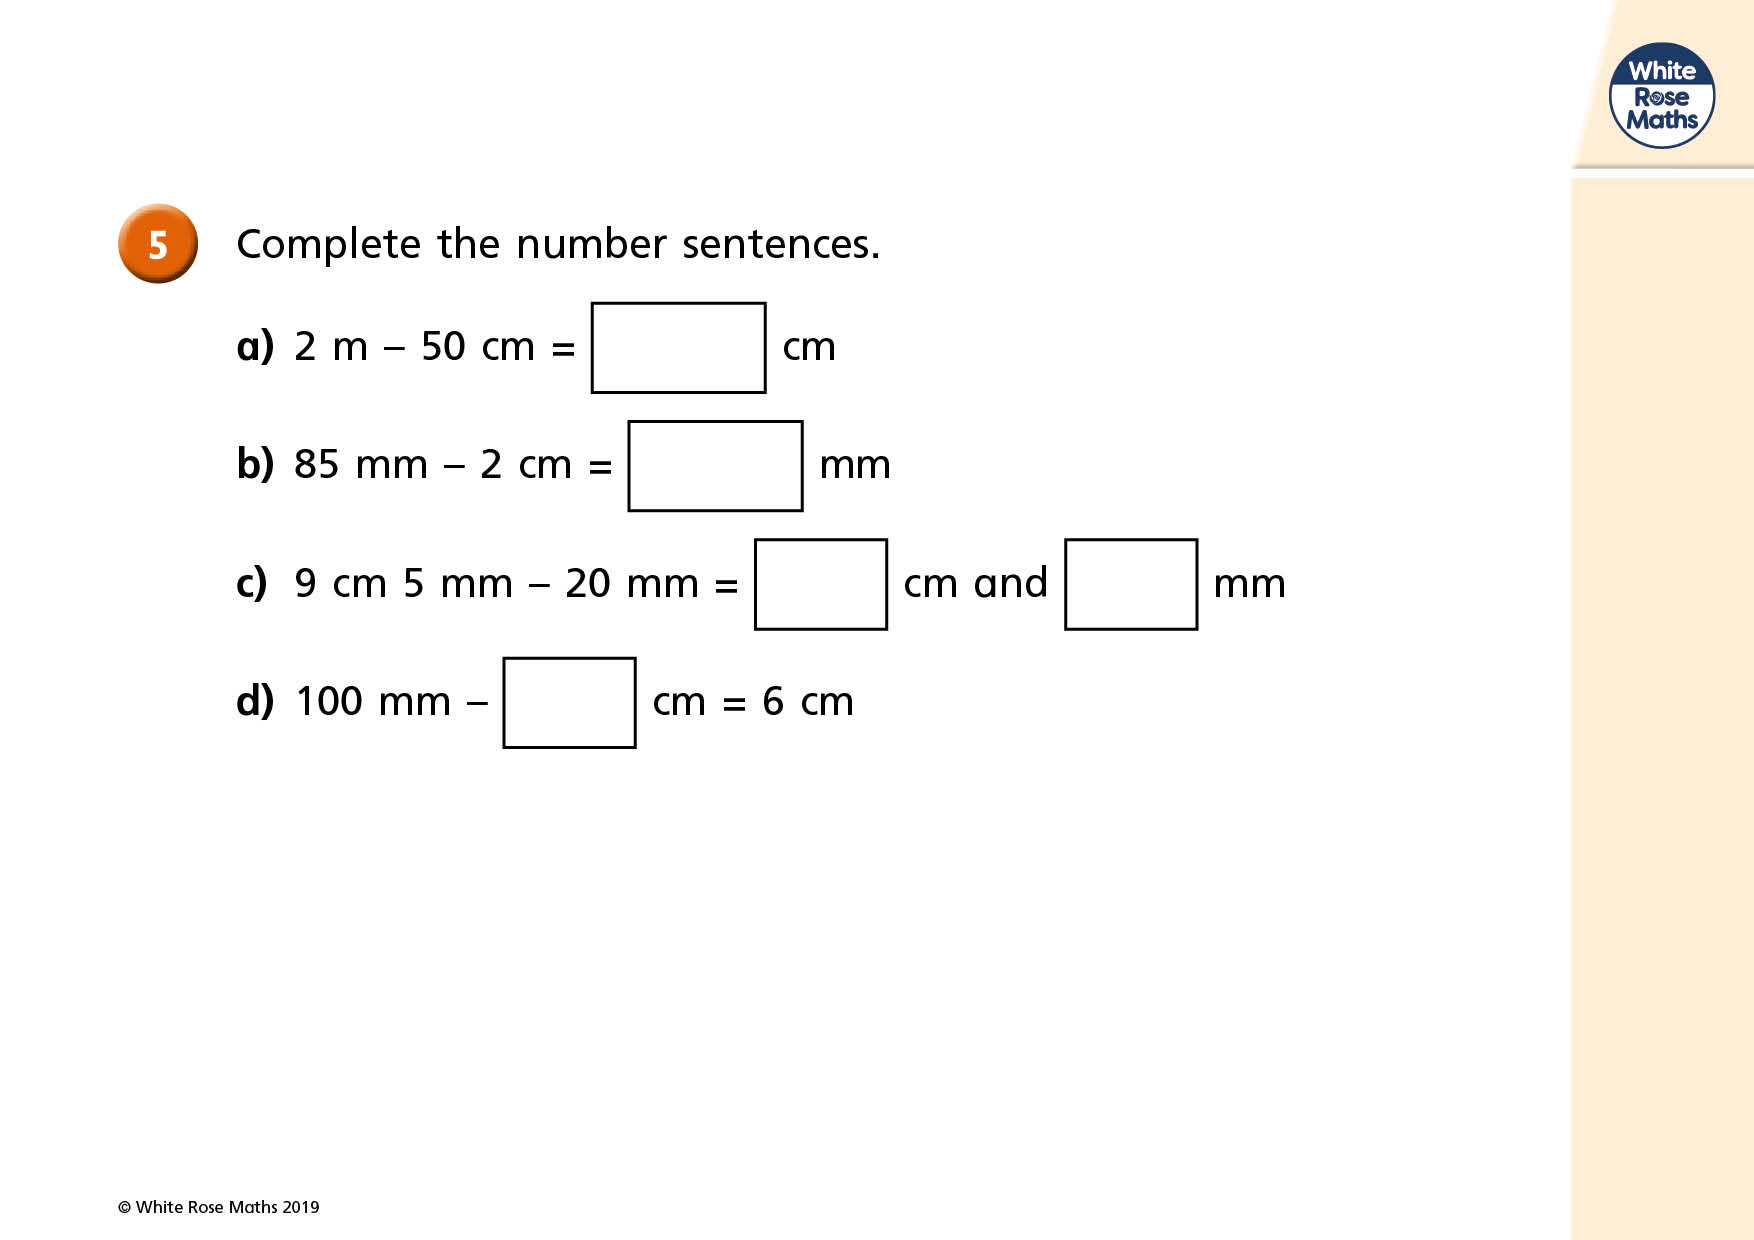 White
Rose
Maths
5 Complete the number sentences.
a) 2 m – 50 cm = cm
b) 85 mm – 2 cm = mm
c) 9 cm 5 mm – 20 mm = cm and mm
d) 100 mm – cm = 6 cm
© White Rose Maths 2019